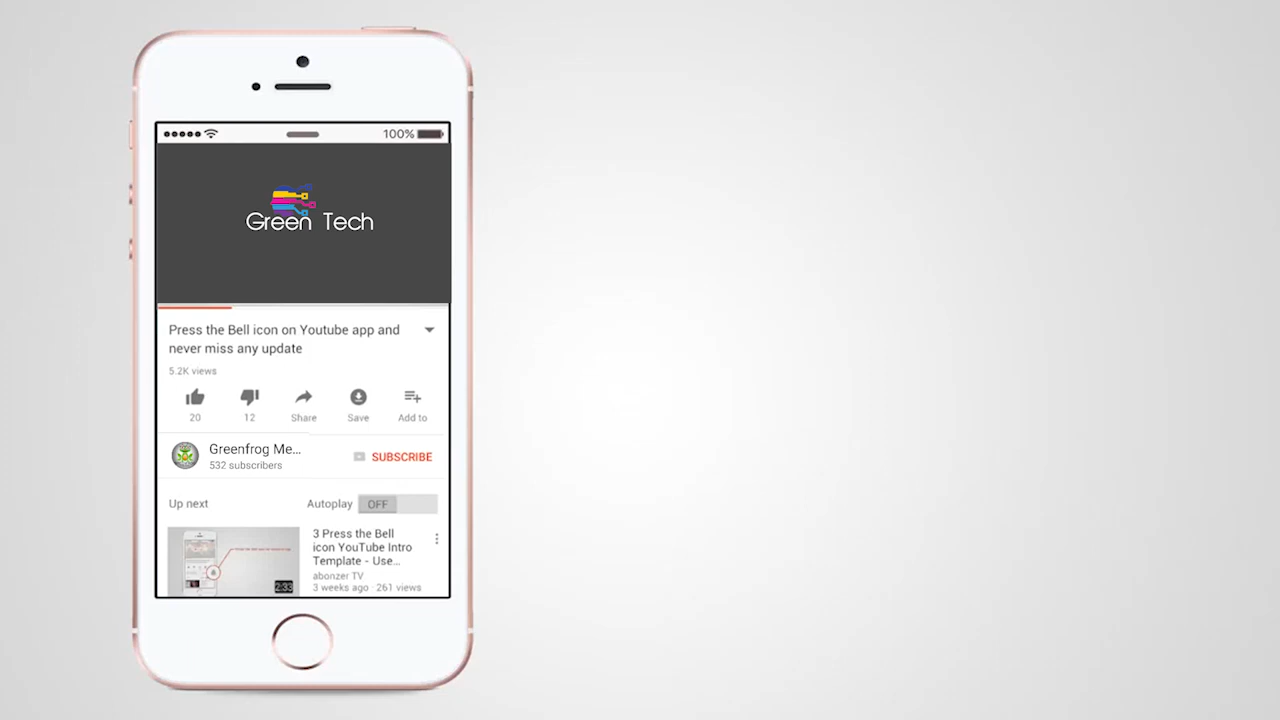 100%
Green Tech
Press the Bell icon on Youtube app and
never miss any update
5.2K views
20 12 Share Save Add to
Greenfrog Me...
532 subscribers
SUBSCRIBE
Up next Autoplay OFF
3 Press the Bell
icon YouTube Intro
Template - Use...
abonzer TV
3 weeks ago · 261 views
2:33